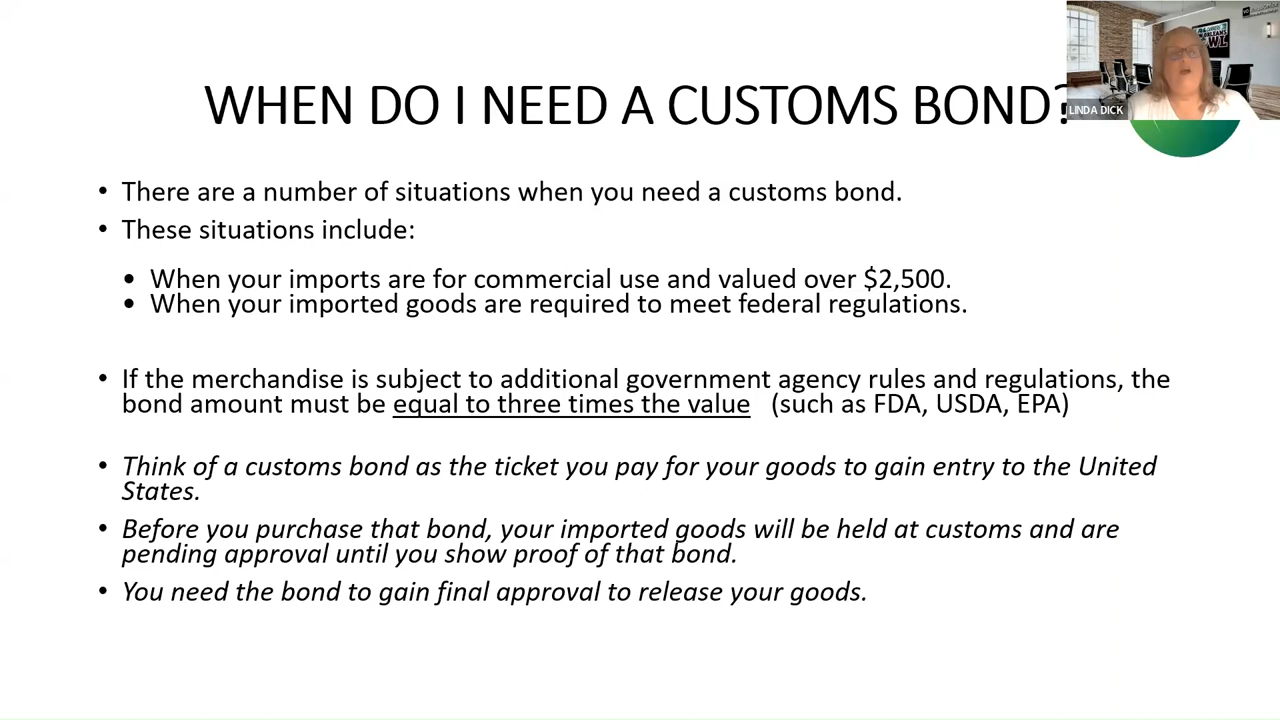 WHEN DO I NEED A CUSTOMS BOND?
LINDA DICK
• There are a number of situations when you need a customs bond.
• These situations include:
• When your imports are for commercial use and valued over $2,500.
• When your imported goods are required to meet federal regulations.
• If the merchandise is subject to additional government agency rules and regulations, the
bond amount must be equal to three times the value (such as FDA, USDA, EPA)
• Think of a customs bond as the ticket you pay for your goods to gain entry to the United
States.
• Before you purchase that bond, your imported goods will be held at customs and are
pending approval until you show proof of that bond.
• You need the bond to gain final approval to release your goods.